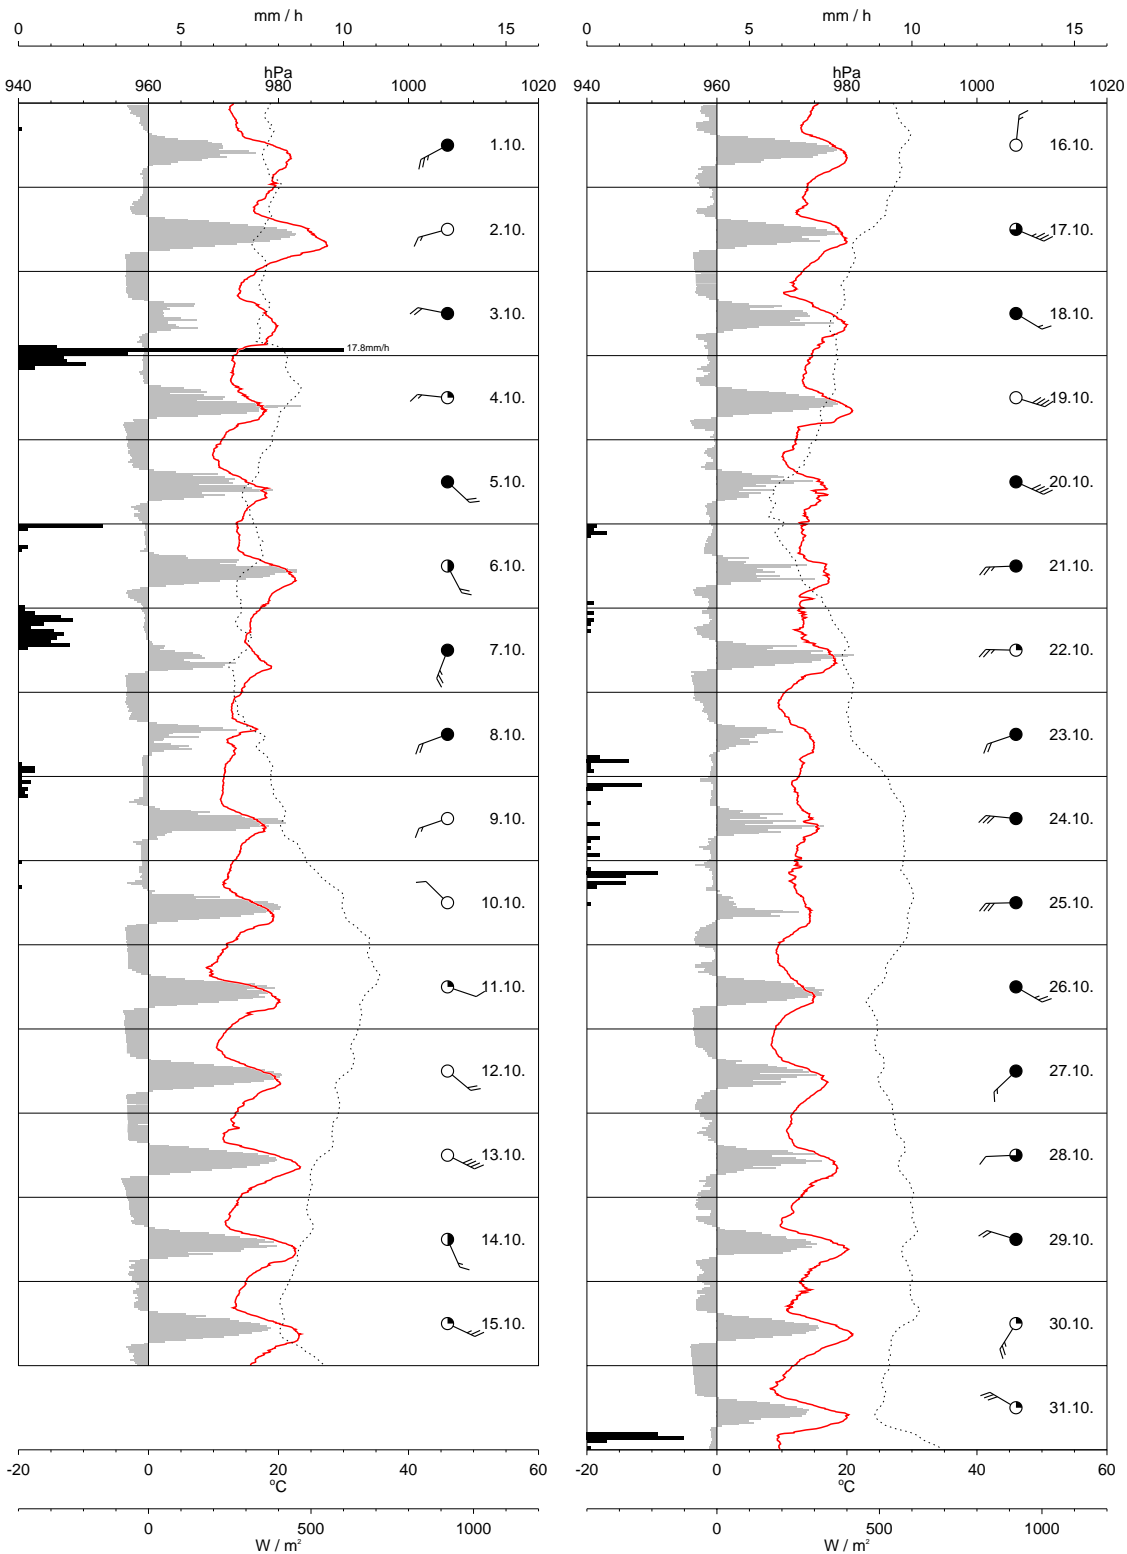 mm / h
0 5 10 15
hPa
940 960 980 1000 1020
1.10.
2.10.
3.10.
17.8mm/h
4.10.
5.10.
6.10.
7.10.
8.10.
9.10.
10.10.
11.10.
12.10.
13.10.
14.10.
15.10.
-20 0 20 40 60
°C
0 500 1000
W / m²
mm / h
0 5 10 15
hPa
940 960 980 1000 1020
16.10.
17.10.
18.10.
19.10.
20.10.
21.10.
22.10.
23.10.
24.10.
25.10.
26.10.
27.10.
28.10.
29.10.
30.10.
31.10.
-20 0 20 40 60
°C
0 500 1000
W / m²